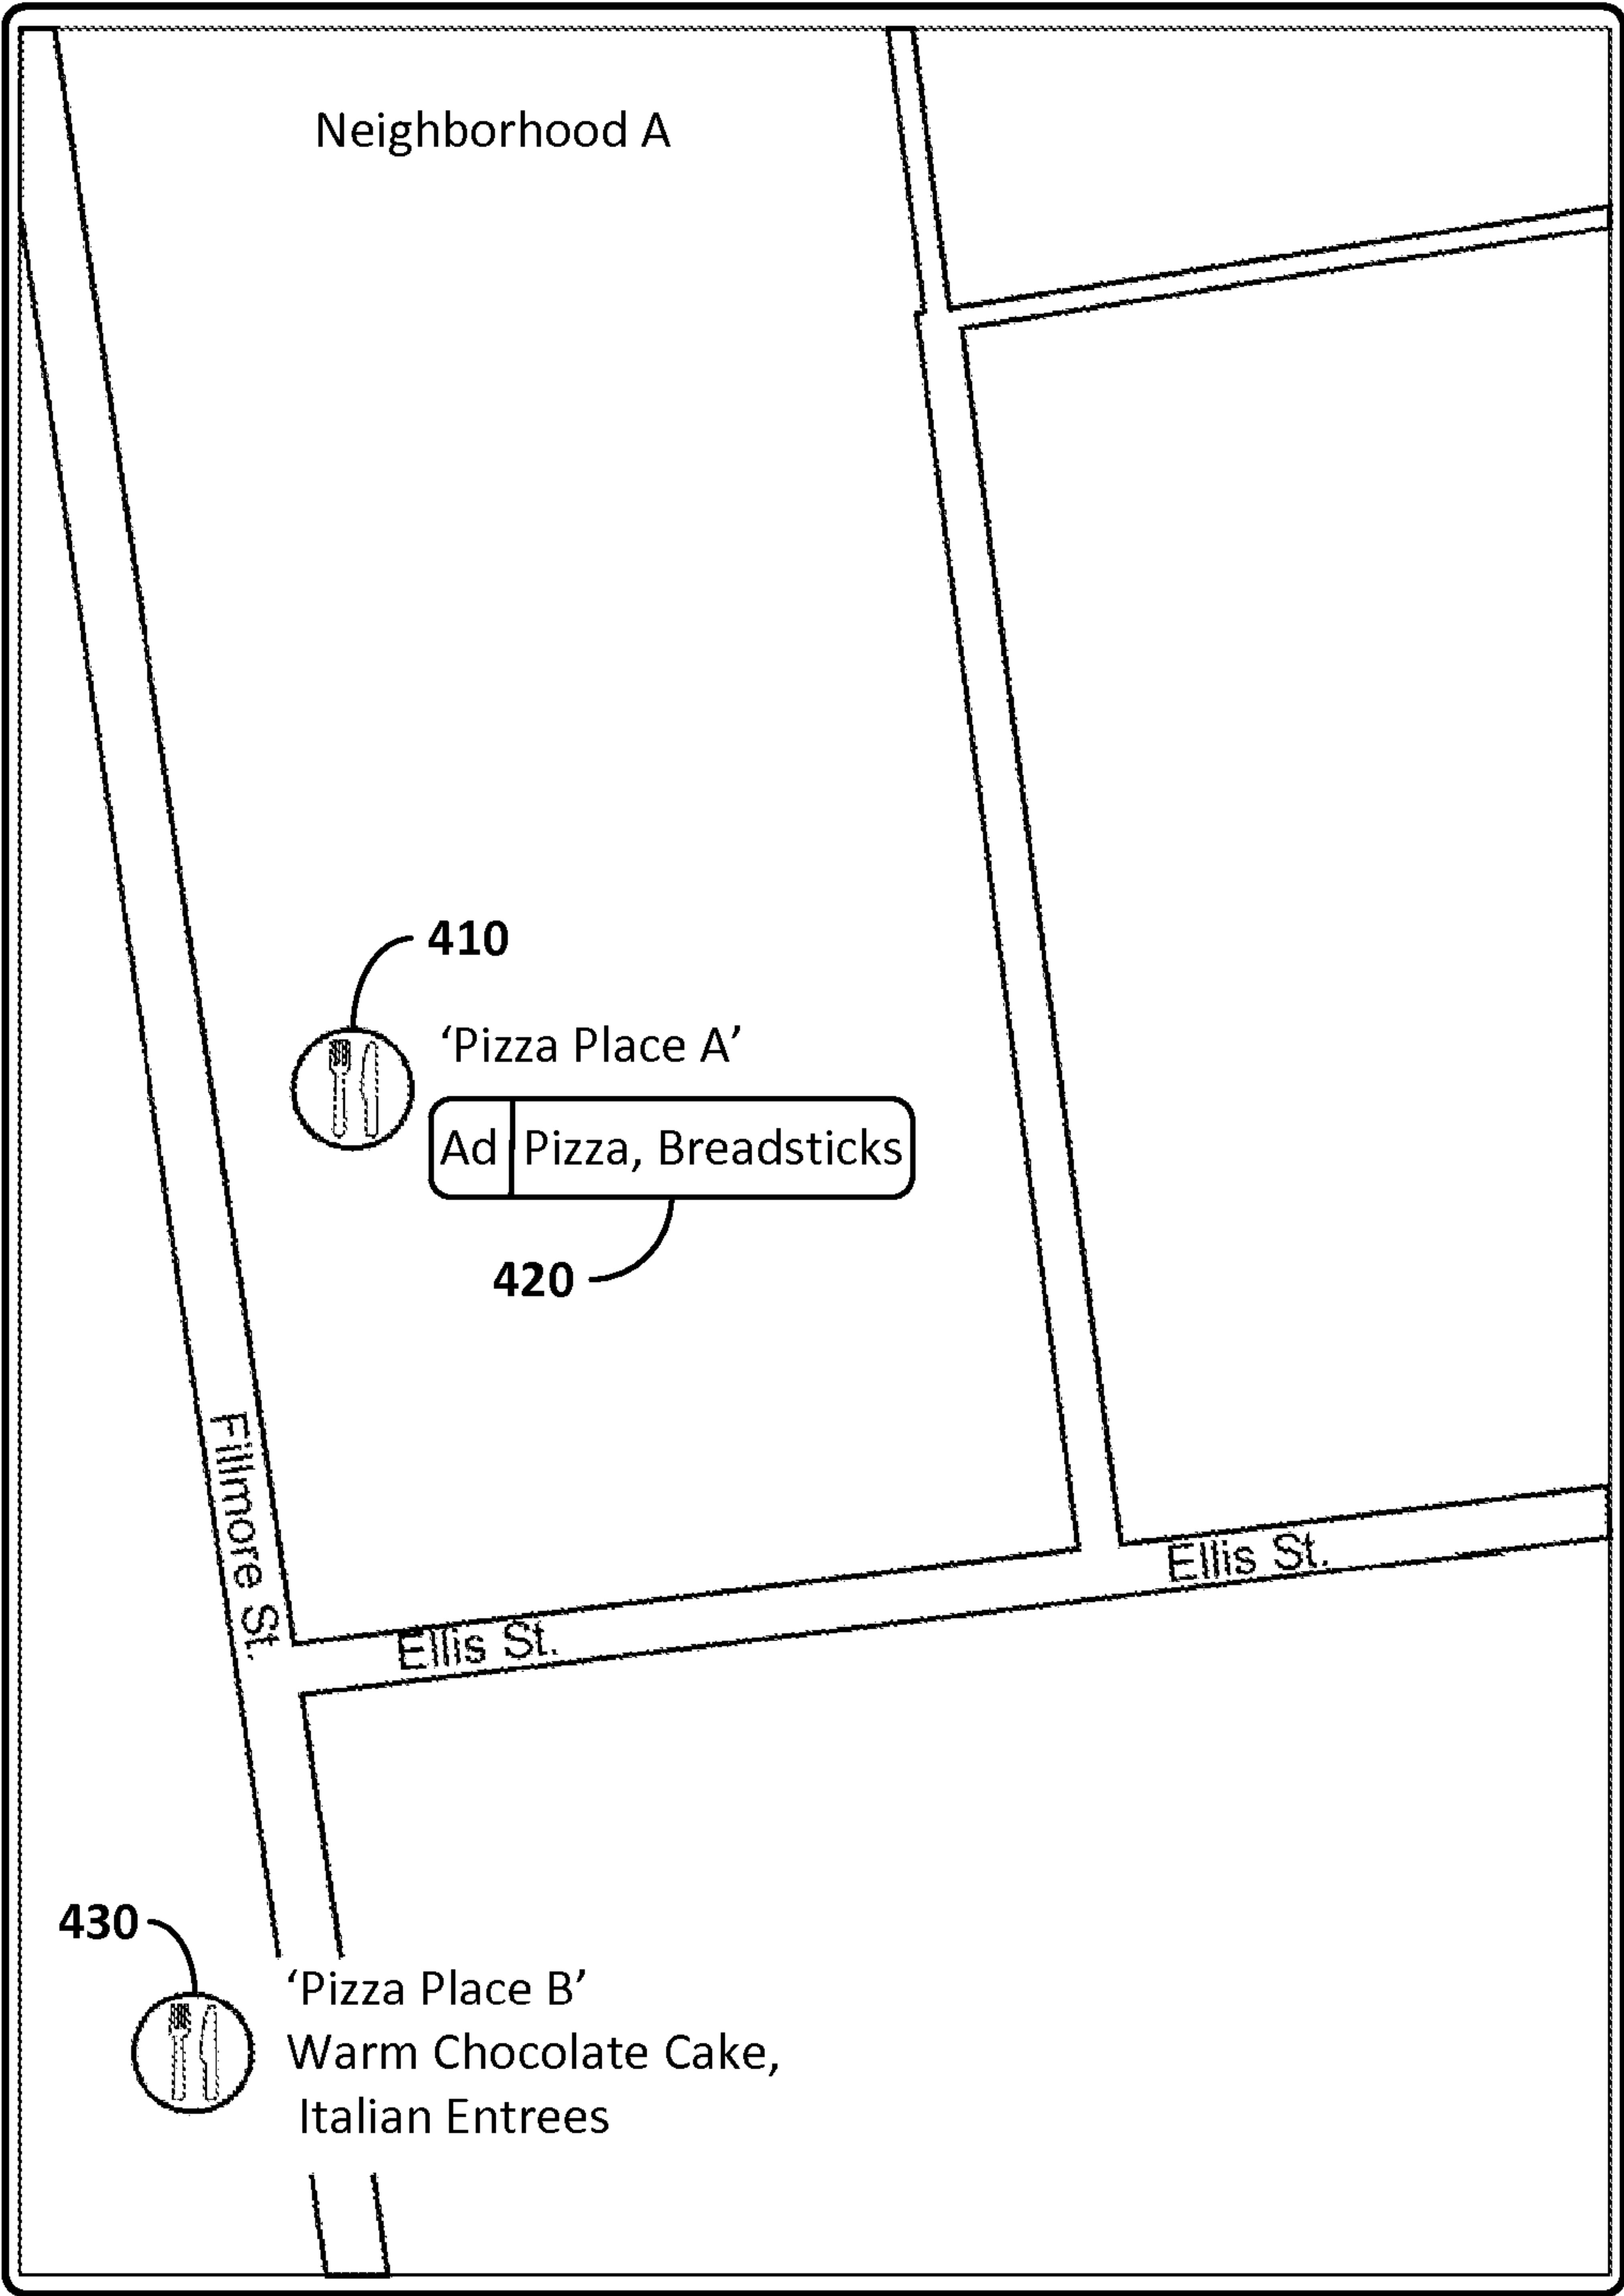 Neighborhood A
410
‘Pizza Place A’
Ad Pizza, Breadsticks
420
Fillmore St.
Ellis St.
Ellis St.
430
‘Pizza Place B’
Warm Chocolate Cake,
Italian Entrees